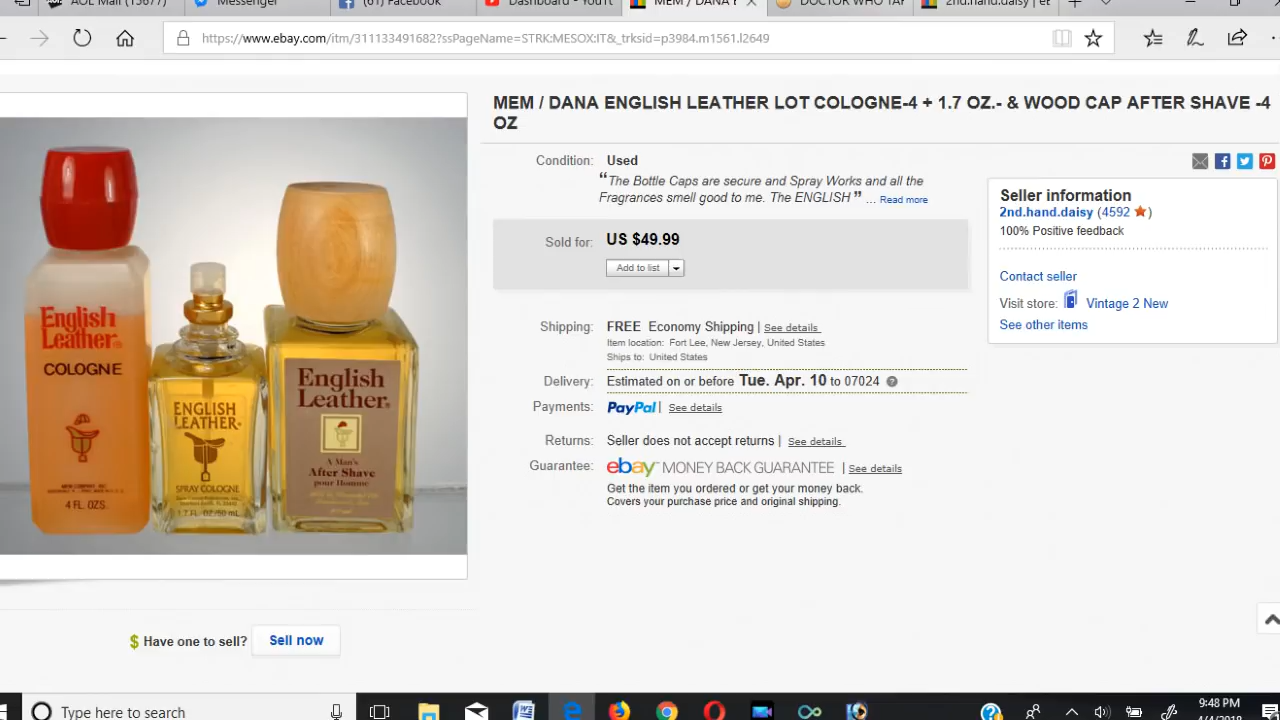 AOL Mail (15677)
Messenger
(61) Facebook
Dashboard - YouTu
MEM / DANA E
DOCTOR WHO TAR
2nd.hand.daisy | eB
https://www.ebay.com/itm/311133491682?ssPageName=STRK:MESOX:IT&_trksid=p3984.m1561.l2649
MEM / DANA ENGLISH LEATHER LOT COLOGNE-4 + 1.7 OZ.- & WOOD CAP AFTER SHAVE -4
OZ
Condition: Used
“The Bottle Caps are secure and Spray Works and all the
Fragrances smell good to me. The ENGLISH ” ... Read more
Sold for: US $49.99
Add to list
Shipping: FREE Economy Shipping | See details
Item location: Fort Lee, New Jersey, United States
Ships to: United States
Delivery: Estimated on or before Tue. Apr. 10 to 07024
Payments: PayPal | See details
Returns: Seller does not accept returns | See details
Guarantee: ebay MONEY BACK GUARANTEE | See details
Get the item you ordered or get your money back.
Covers your purchase price and original shipping.
Seller information
2nd.hand.daisy (4592)
100% Positive feedback
Contact seller
Visit store: Vintage 2 New
See other items
English
Leather®
COLOGNE
4 FL. OZS.
ENGLISH
LEATHER®
SPRAY COLOGNE
1.7 FL. OZ/50 mL
English
Leather®
A Man's
After Shave
pour Homme
$ Have one to sell? Sell now
Type here to search
9:48 PM
4/4/2018